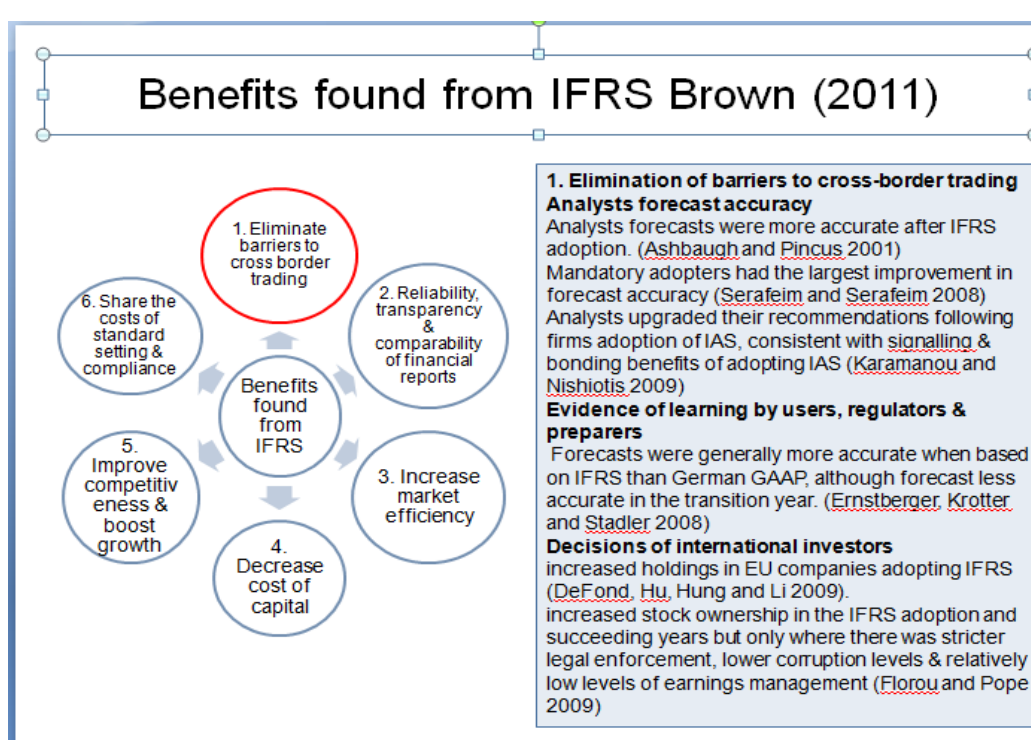 Benefits found from IFRS Brown (2011)
1. Eliminate
barriers to
cross border
trading
2. Reliability,
transparency
&
comparability
of financial
reports
3. Increase
market
efficiency
4.
Decrease
cost of
capital
5.
Improve
competitiv
eness &
boost
growth
6. Share the
costs of
standard
setting &
compliance
Benefits
found
from
IFRS
1. Elimination of barriers to cross-border trading
Analysts forecast accuracy
Analysts forecasts were more accurate after IFRS
adoption. (Ashbaugh and Pincus 2001)
Mandatory adopters had the largest improvement in
forecast accuracy (Serafeim and Serafeim 2008)
Analysts upgraded their recommendations following
firms adoption of IAS, consistent with signalling &
bonding benefits of adopting IAS (Karamanou and
Nishiotis 2009)
Evidence of learning by users, regulators &
preparers
Forecasts were generally more accurate when based
on IFRS than German GAAP, although forecast less
accurate in the transition year. (Ernstberger, Krotter
and Stadler 2008)
Decisions of international investors
increased holdings in EU companies adopting IFRS
(DeFond, Hu, Hung and Li 2009).
increased stock ownership in the IFRS adoption and
succeeding years but only where there was stricter
legal enforcement, lower corruption levels & relatively
low levels of earnings management (Florou and Pope
2009)